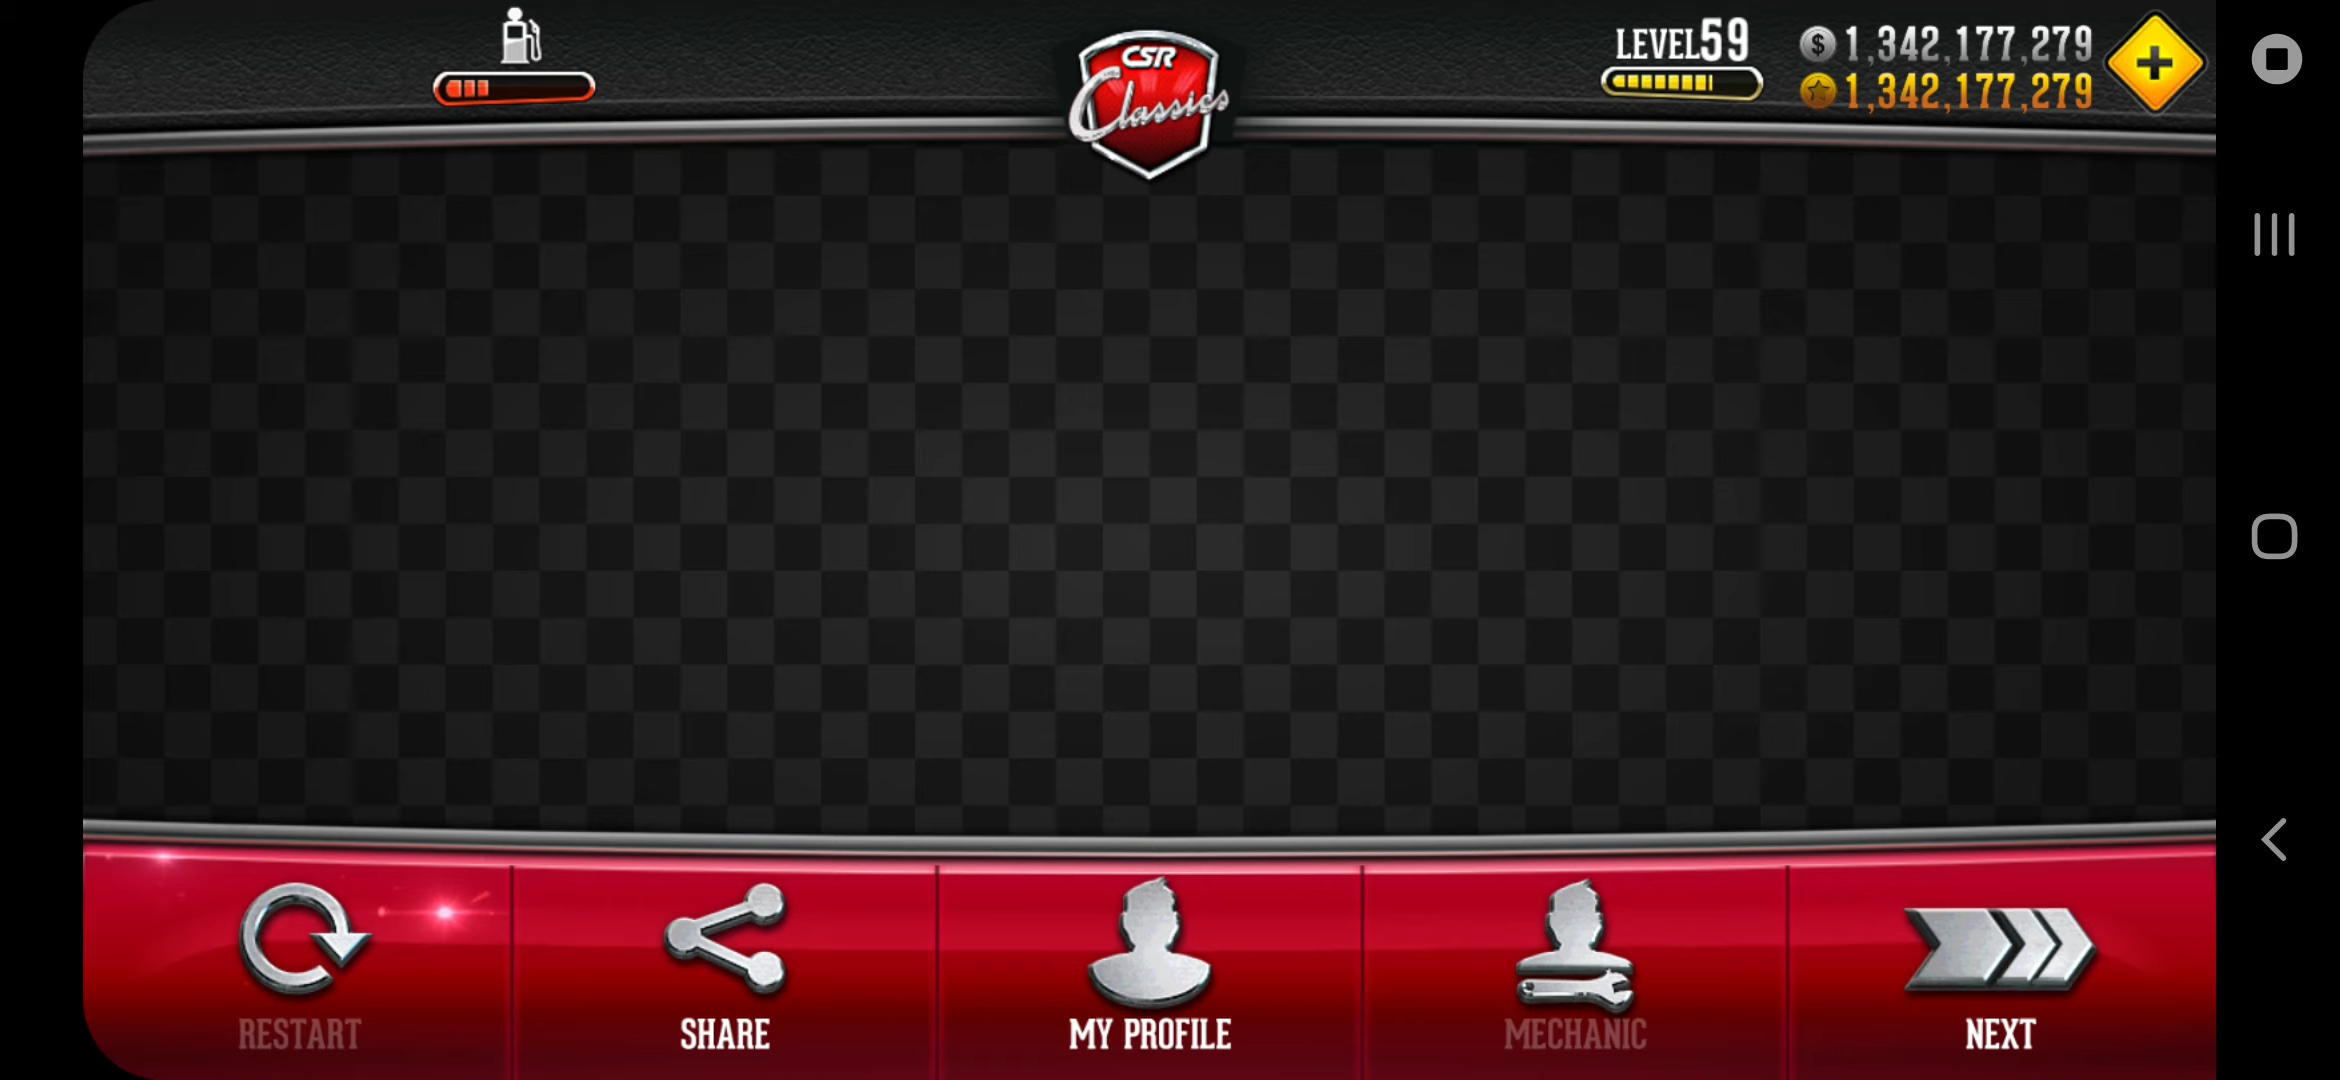 CSR
Classics
LEVEL59
1,342,177,279
1,342,177,279
RESTART
SHARE
MY PROFILE
MECHANIC
NEXT